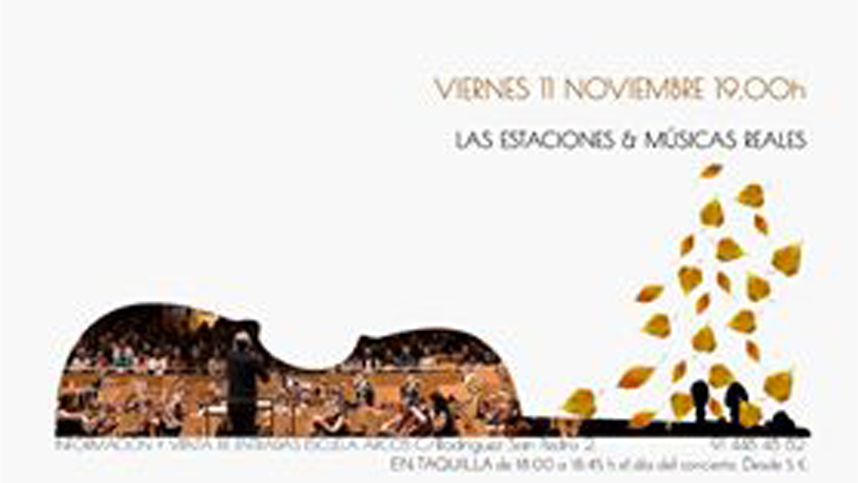 VIERNES 11 NOVIEMBRE 19.00h
LAS ESTACIONES & MÚSICAS REALES
INFORMACIÓN Y VENTA DE ENTRADAS ESCUELA ARCOS C/Rodríguez San Pedro 2. 91 448 48 82
EN TAQUILLA de 18:00 a 18:45 h el día del concierto. Desde 5 €